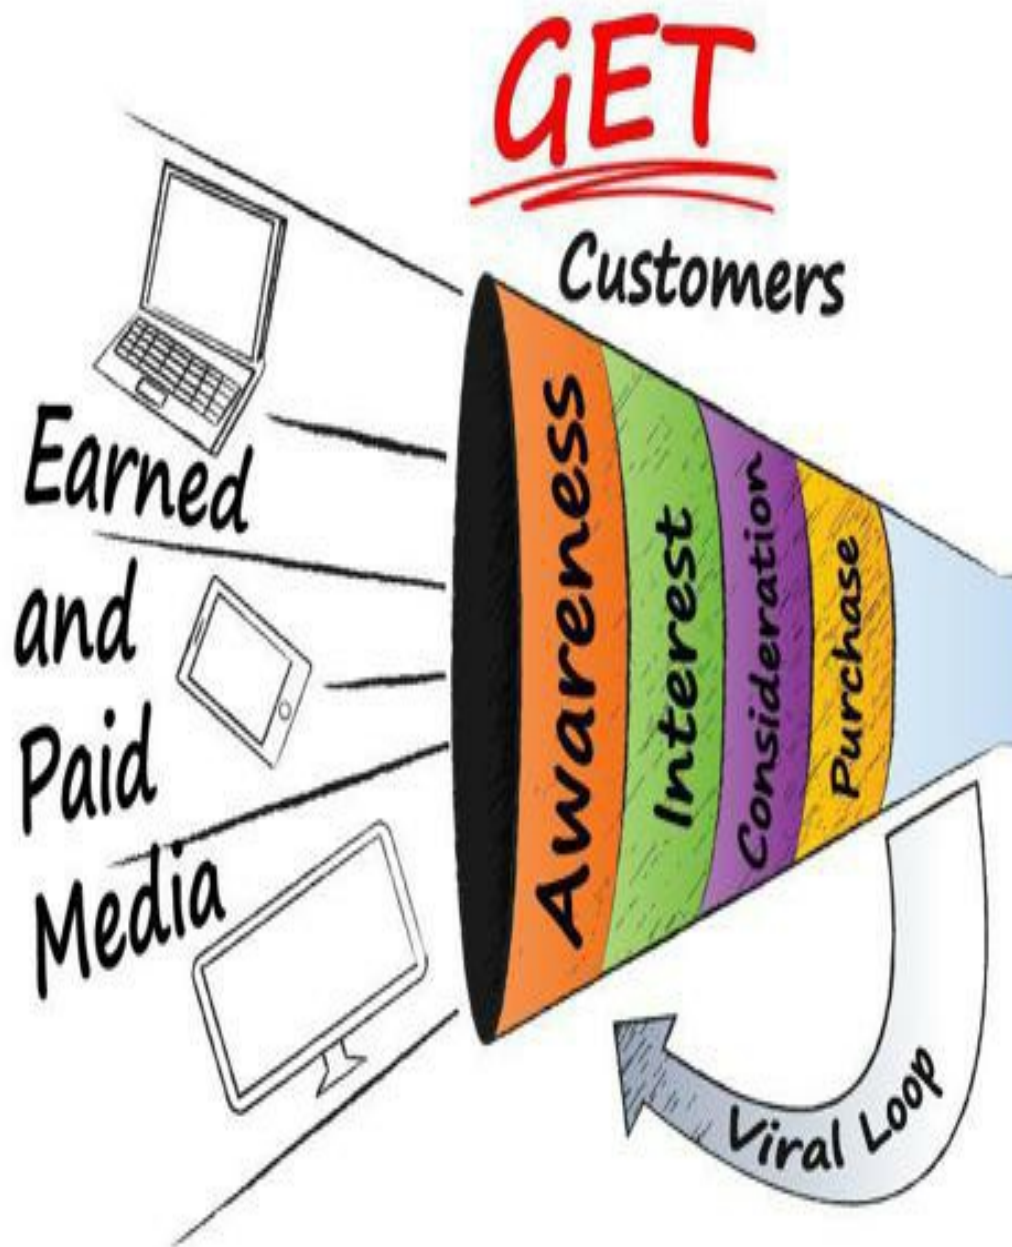 GET
Customers
Earned
and
Paid
Media
Awareness
Interest
Consideration
Purchase
Viral Loop